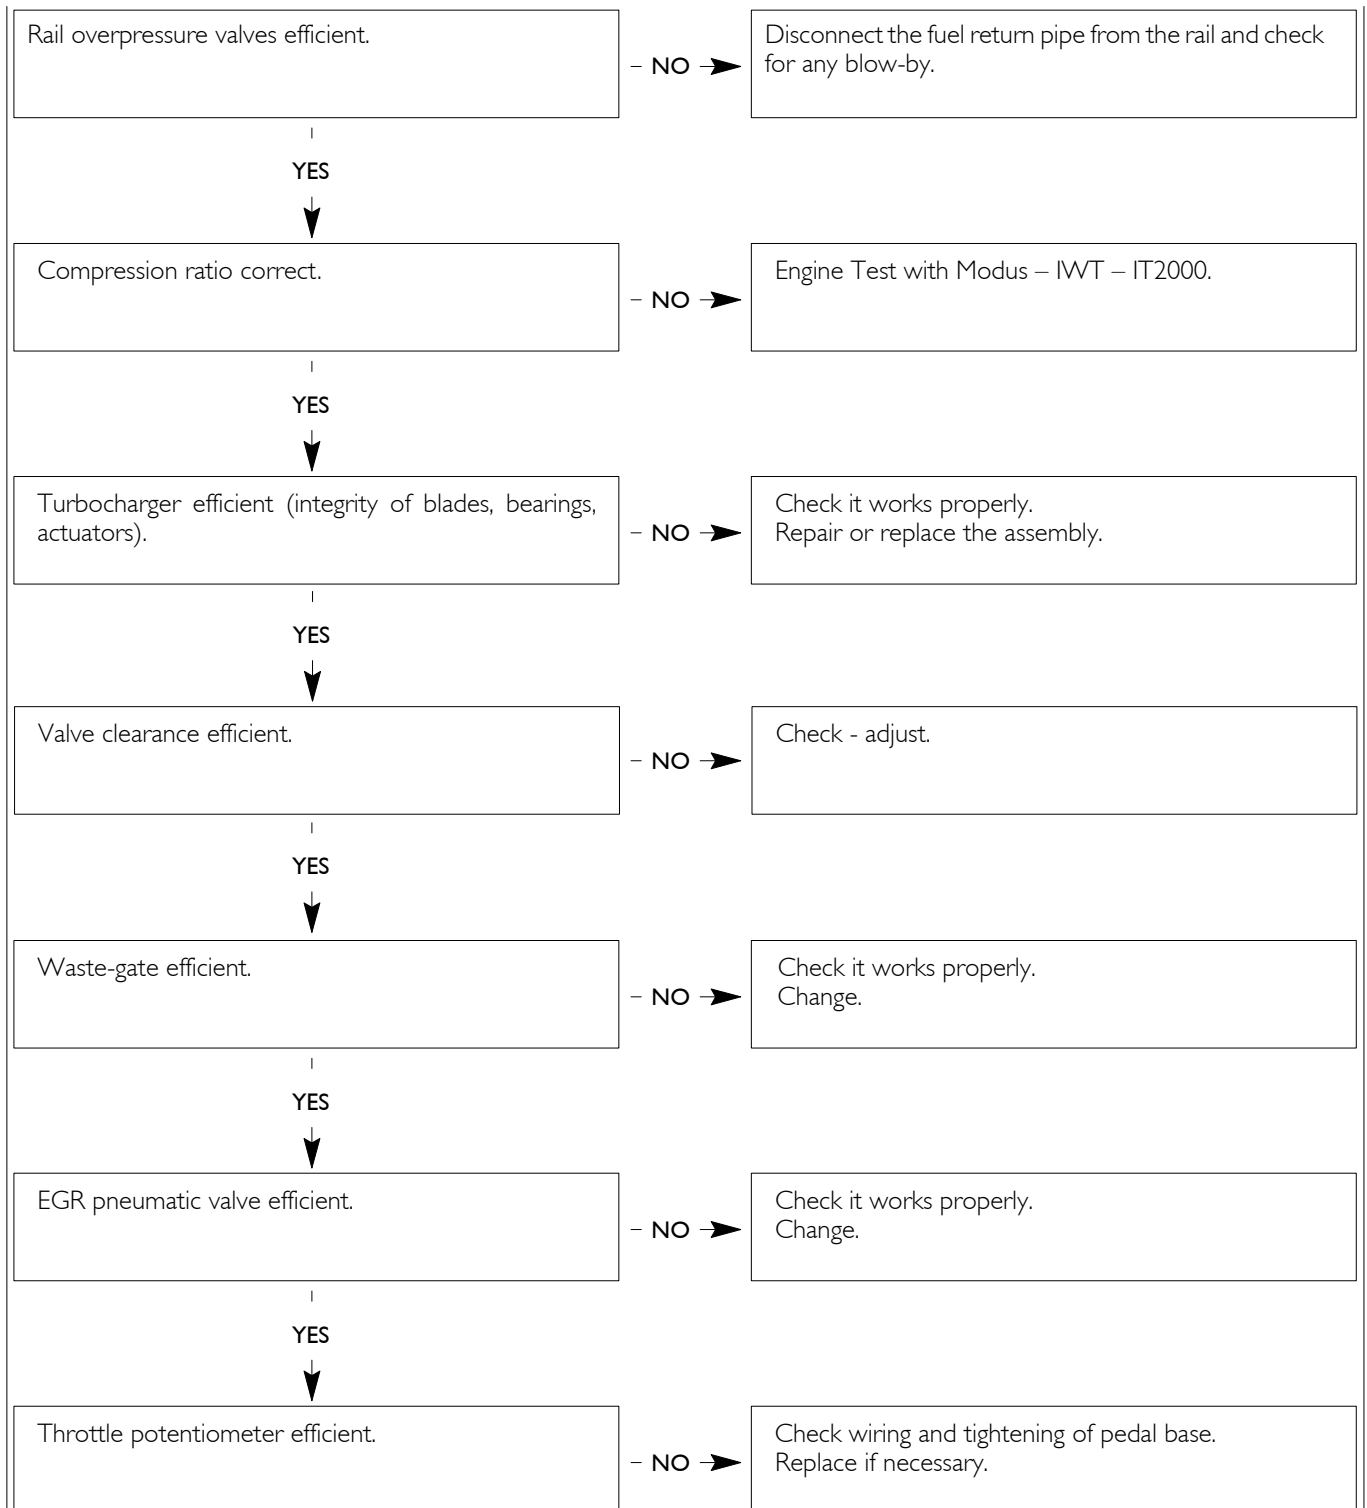 Rail overpressure valves efficient.
NO
Disconnect the fuel return pipe from the rail and check
for any blow-by.
YES
Compression ratio correct.
NO
Engine Test with Modus – IWT – IT2000.
YES
Turbocharger efficient (integrity of blades, bearings,
actuators).
NO
Check it works properly.
Repair or replace the assembly.
YES
Valve clearance efficient.
NO
Check - adjust.
YES
Waste-gate efficient.
NO
Check it works properly.
Change.
YES
EGR pneumatic valve efficient.
NO
Check it works properly.
Change.
YES
Throttle potentiometer efficient.
NO
Check wiring and tightening of pedal base.
Replace if necessary.